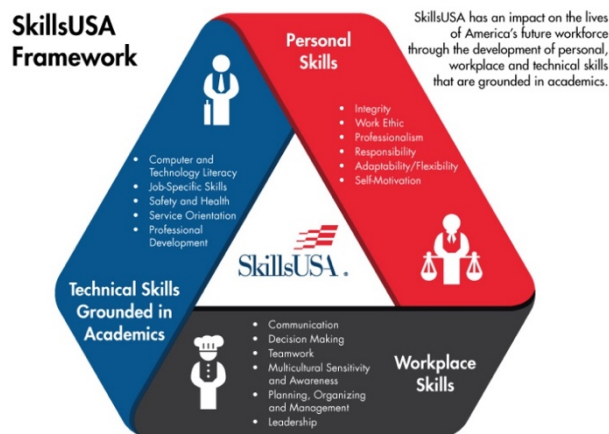 SkillsUSA
Framework
SkillsUSA has an impact on the lives
of America's future workforce
through the development of personal,
workplace and technical skills
that are grounded in academics.
Personal
Skills
• Integrity
• Work Ethic
• Professionalism
• Responsibility
• Adaptability/Flexibility
• Self-Motivation
• Computer and
Technology Literacy
• Job-Specific Skills
• Safety and Health
• Service Orientation
• Professional
Development
Technical Skills
Grounded in
Academics
SkillsUSA®
• Communication
• Decision Making
• Teamwork
• Multicultural Sensitivity
and Awareness
• Planning, Organizing
and Management
• Leadership
Workplace
Skills